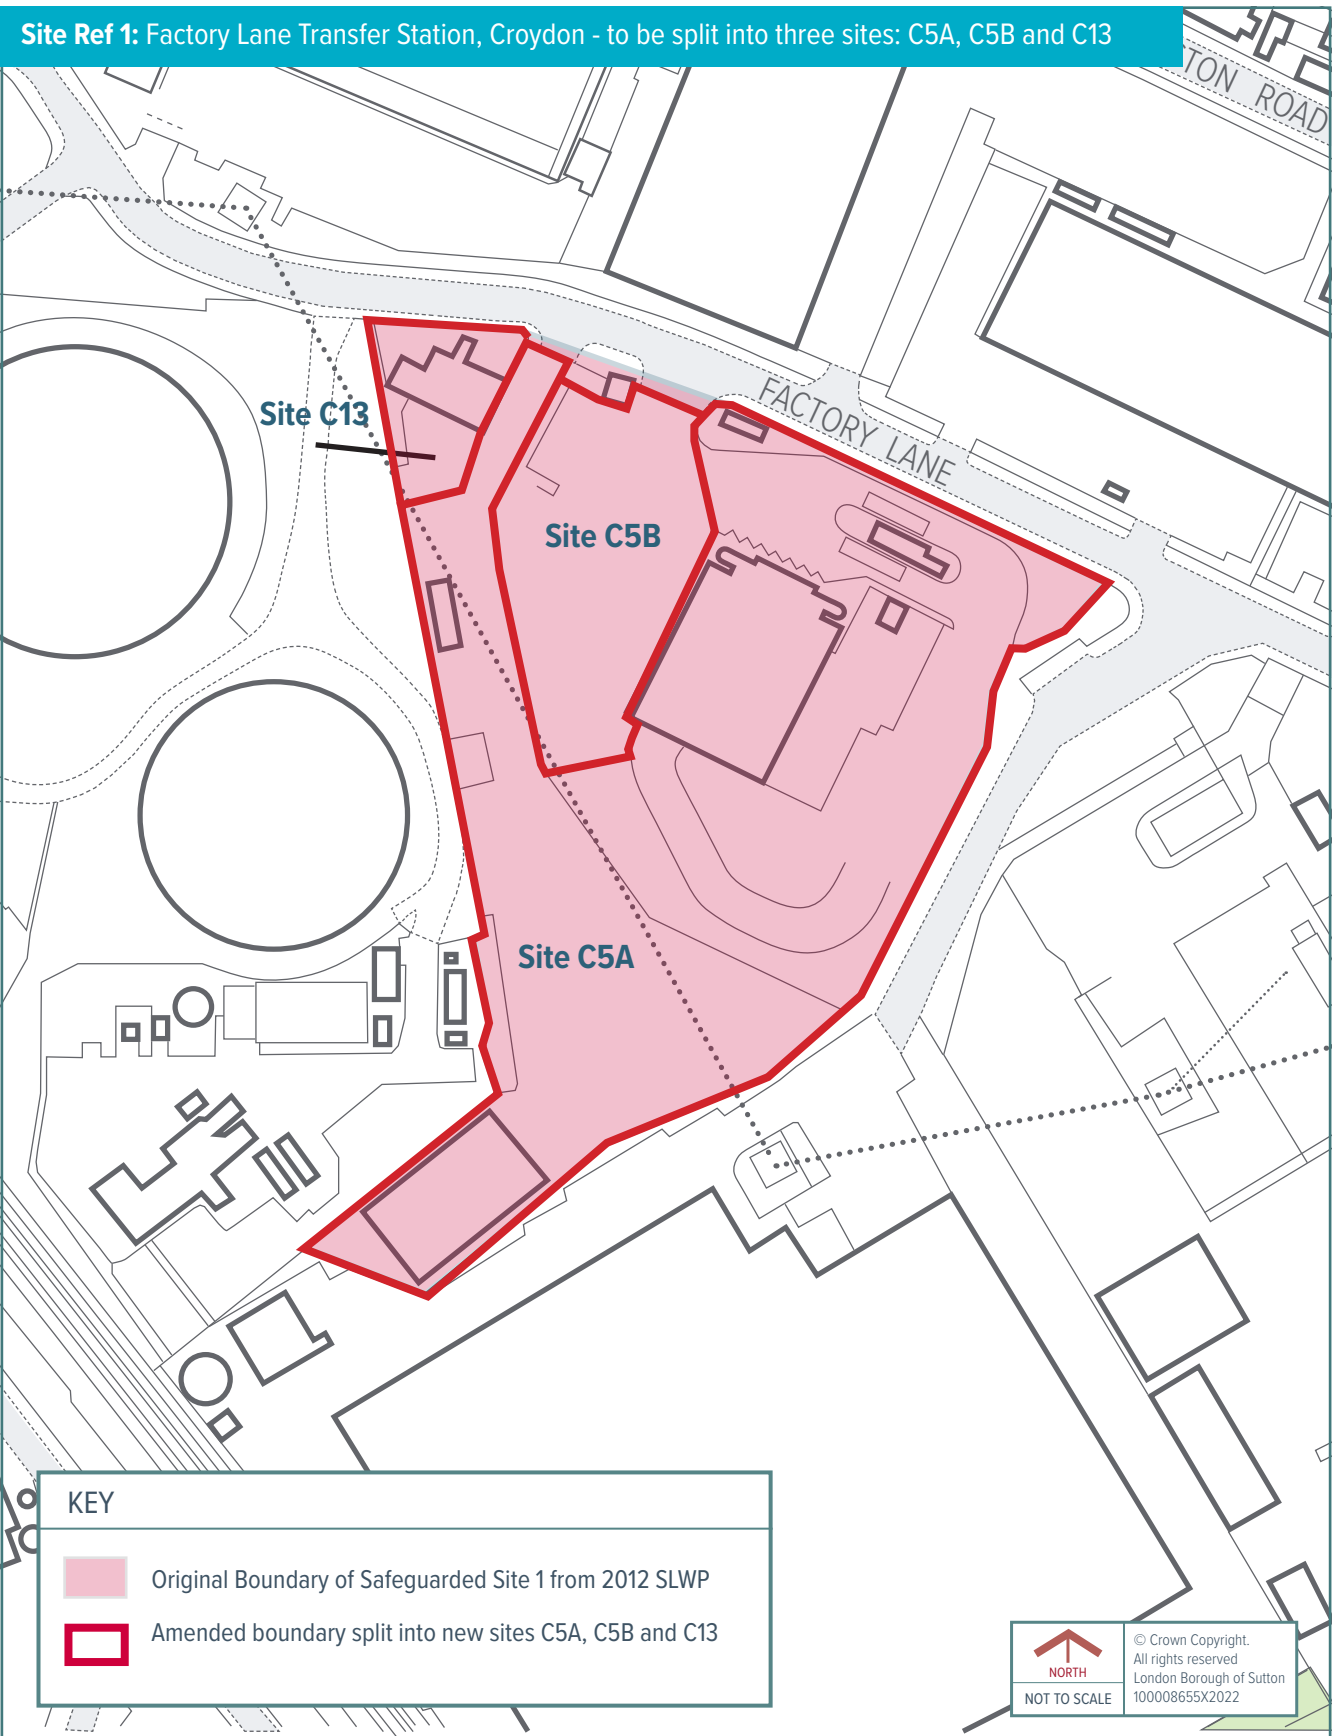 Site Ref 1: Factory Lane Transfer Station, Croydon - to be split into three sites: C5A, C5B and C13
TON ROAD
FACTORY LANE
Site C13
Site C5B
Site C5A
KEY
Original Boundary of Safeguarded Site 1 from 2012 SLWP
Amended boundary split into new sites C5A, C5B and C13
NORTH
NOT TO SCALE
© Crown Copyright.
All rights reserved
London Borough of Sutton
100008655X2022